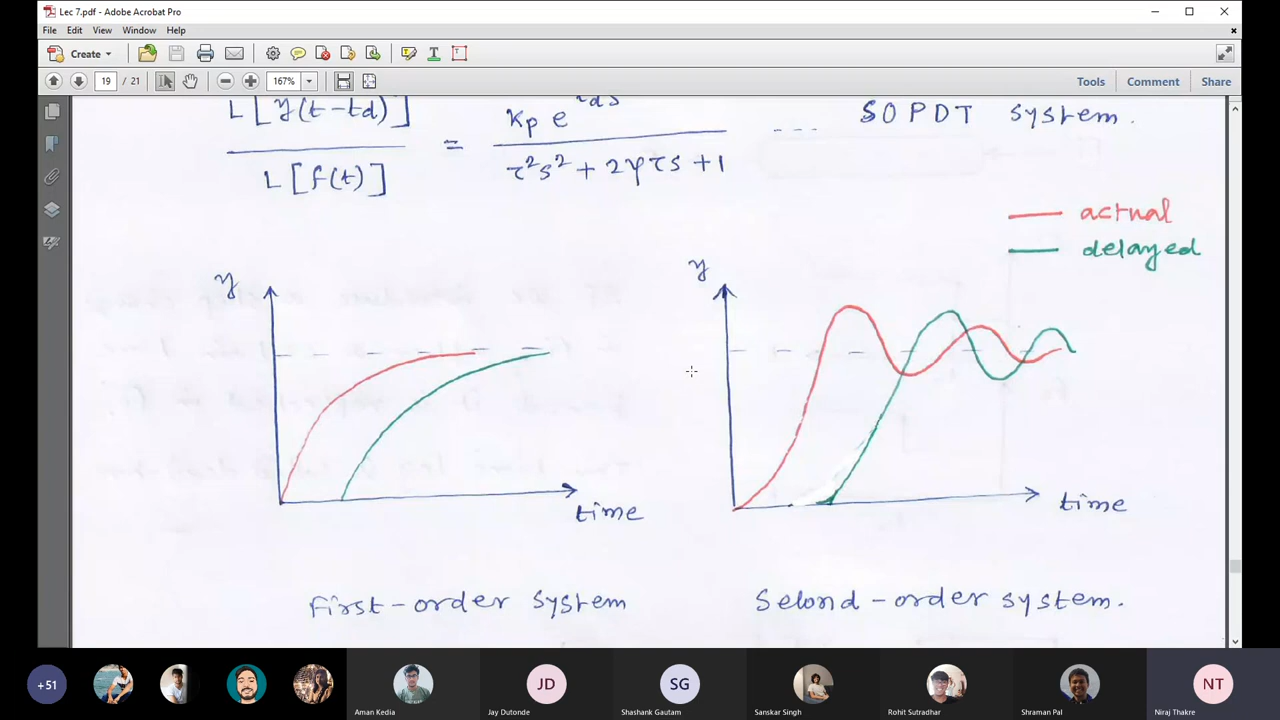 Lec 7.pdf - Adobe Acrobat Pro
File Edit View Window Help
Create
19 / 21 167% Tools Comment Share
L[y(t-td)]
L[f(t)]
=
Kp e
τ²s² + 2ψτs + 1
--- SOPDT system.
actual
delayed
y
time
y
time
First-order system
Second-order system.
+51
JD
SG
NT
Aman Kedia
Jay Dutonde
Shashank Gautam
Sanskar Singh
Rohit Sutradhar
Shraman Pal
Niraj Thakre